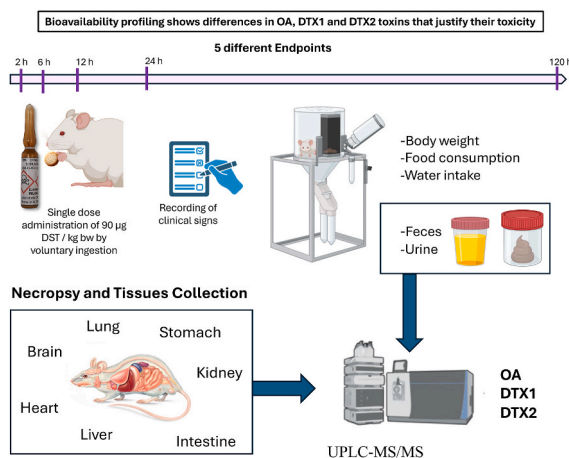 Bioavailability profiling shows differences in OA, DTX1 and DTX2 toxins that justify their toxicity
5 different Endpoints
2 h
6 h
12 h
24 h
120 h
Single dose
administration of 90 µg
DST / kg bw by
voluntary ingestion
Recording of
clinical signs
-Body weight
-Food consumption
-Water intake
-Feces
-Urine
Necropsy and Tissues Collection
Lung
Stomach
Brain
Kidney
Heart
Liver
Intestine
OA
DTX1
DTX2
UPLC-MS/MS